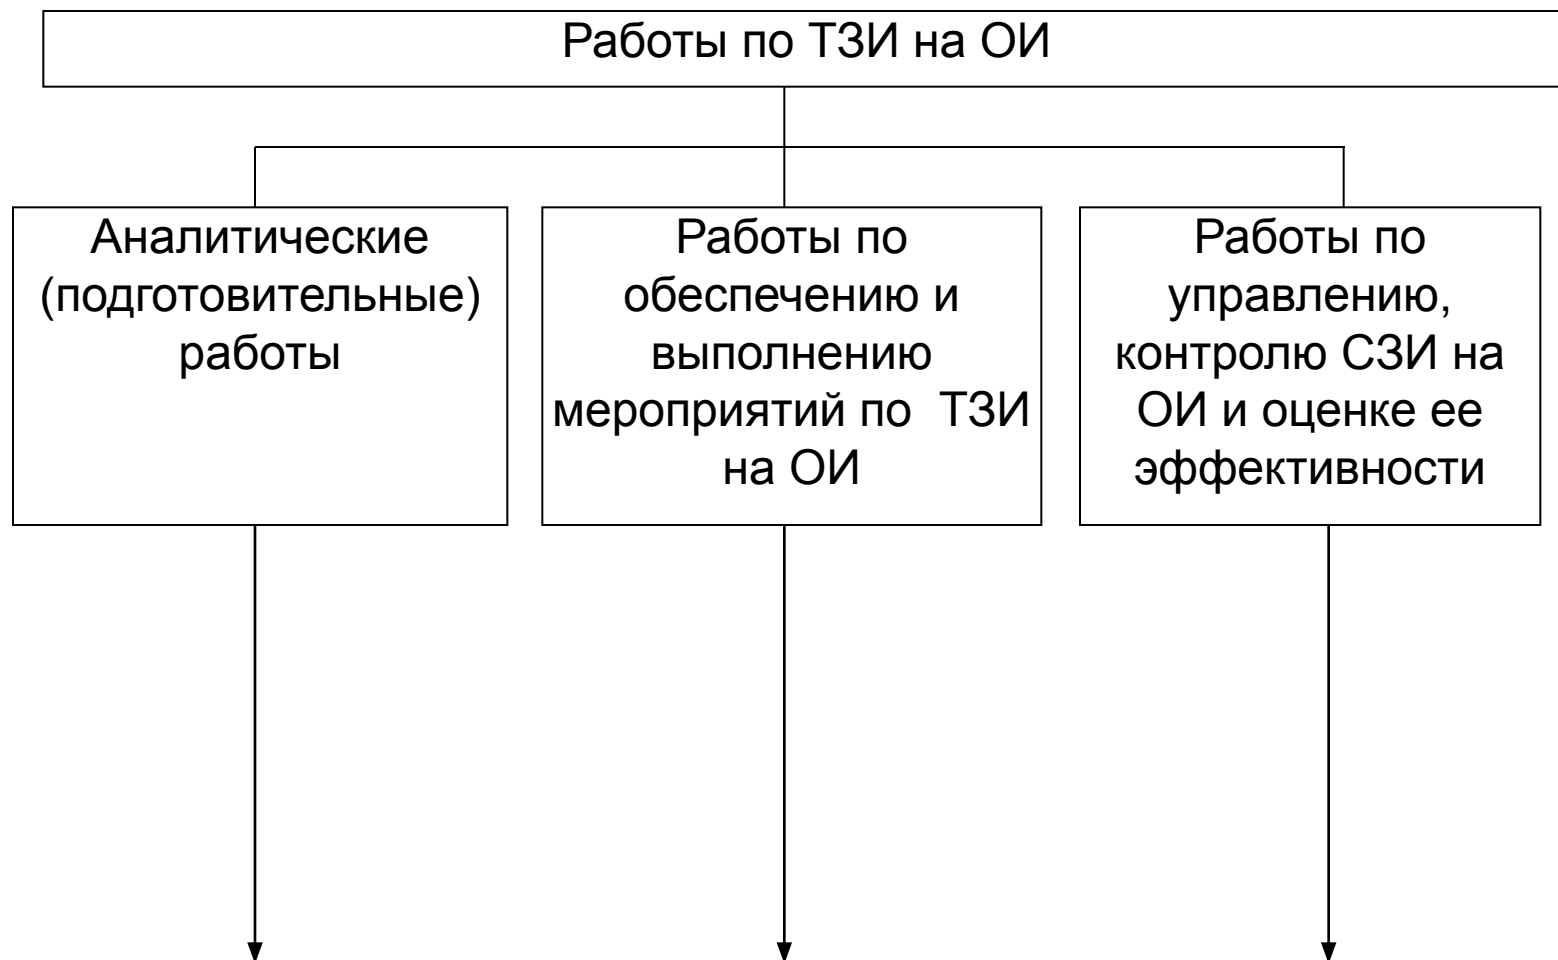 Работы по ТЗИ на ОИ
Аналитические
(подготовительные)
работы
Работы по
обеспечению и
выполнению
мероприятий по  ТЗИ
на ОИ
Работы по
управлению,
контролю СЗИ на
ОИ и оценке ее
эффективности